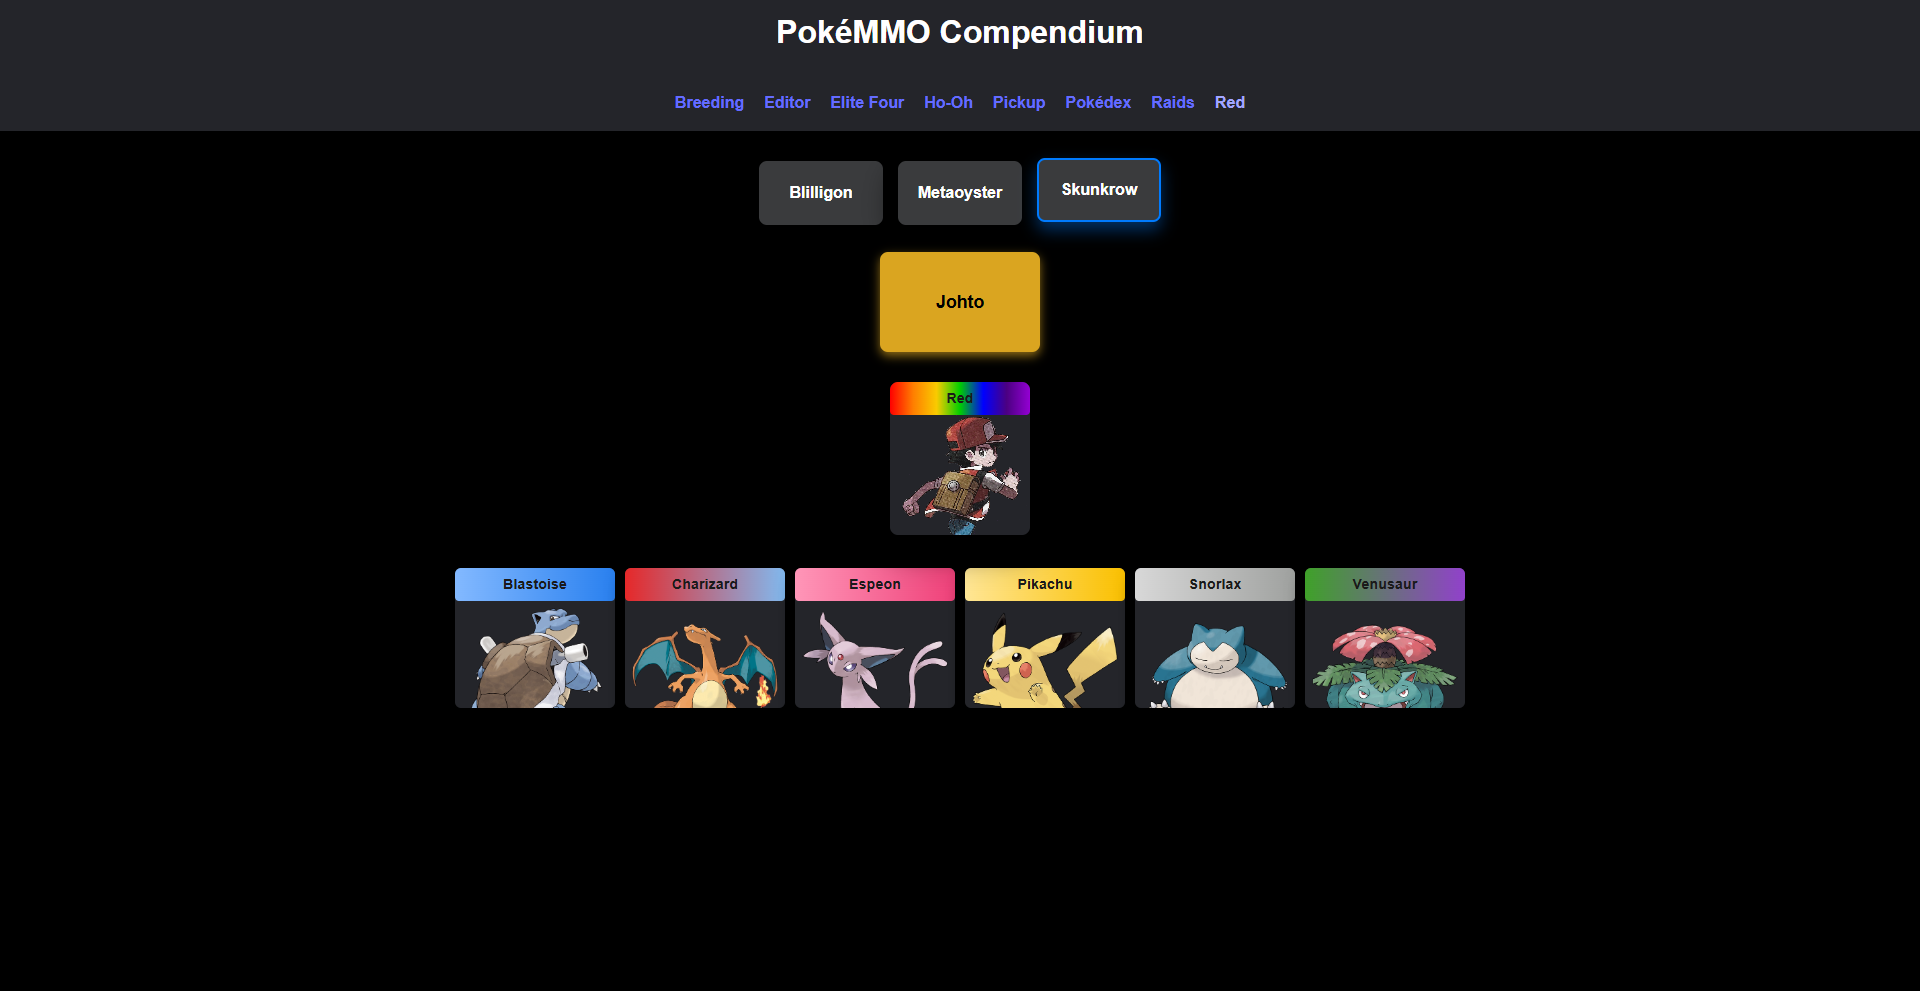 PokéMMO Compendium
Breeding Editor Elite Four Ho-Oh Pickup Pokédex Raids Red
Blilligon Metaoyster Skunkrow
Johto
Red
Blastoise Charizard Espeon Pikachu Snorlax Venusaur